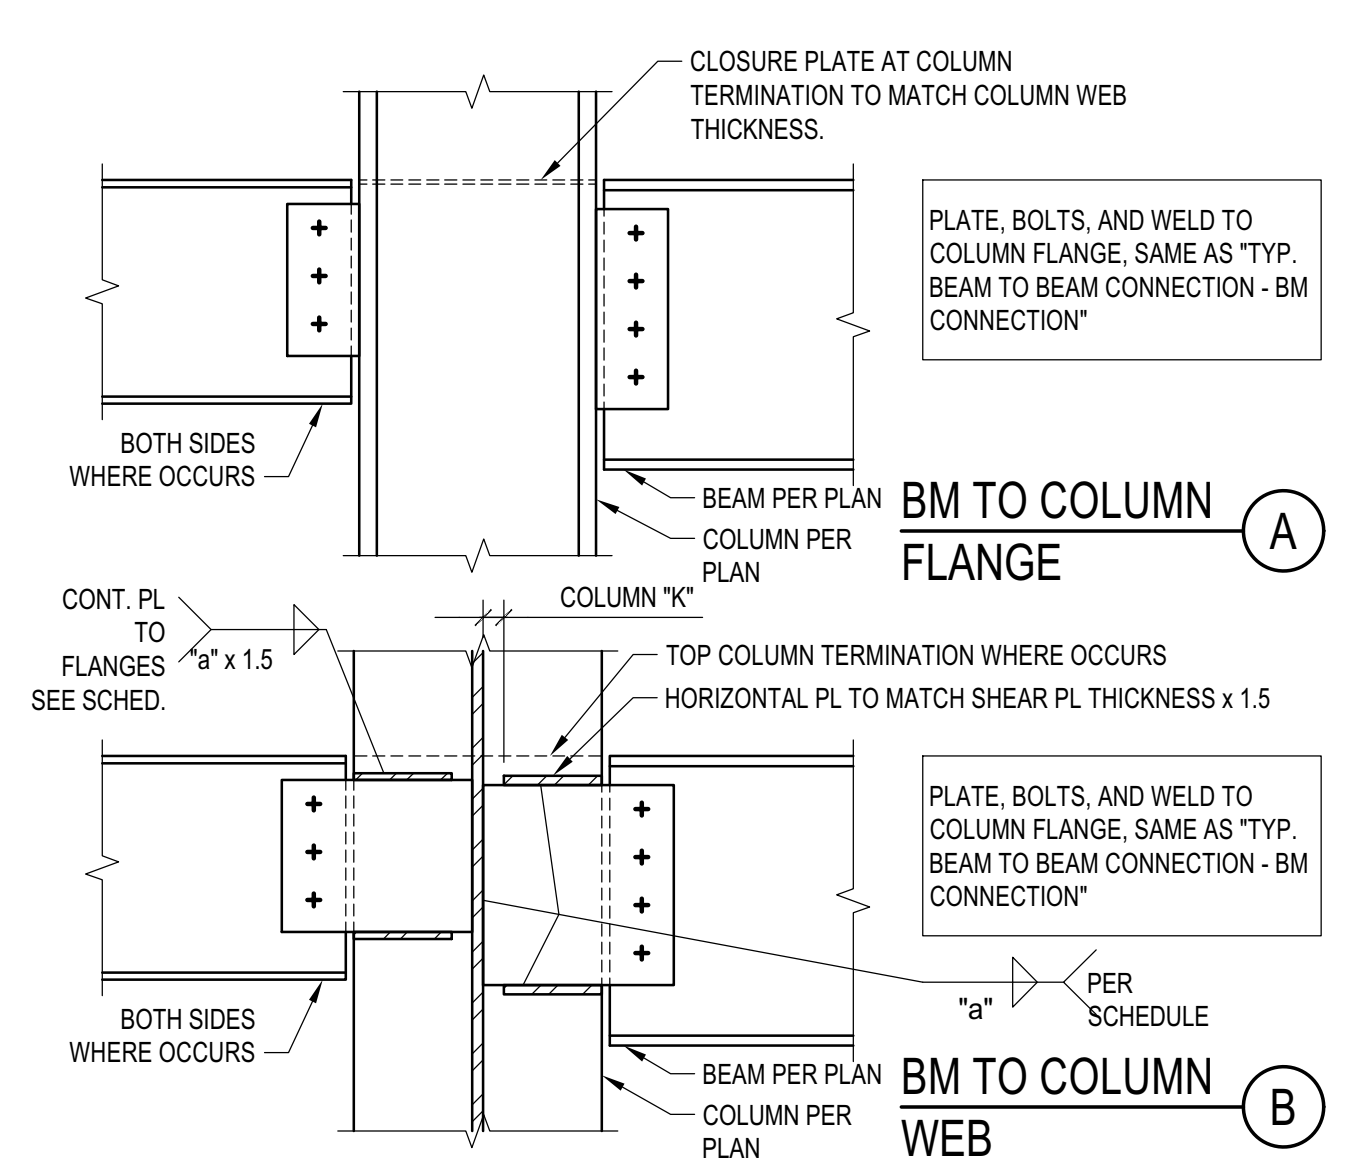 CLOSURE PLATE AT COLUMN
TERMINATION TO MATCH COLUMN WEB
THICKNESS.
PLATE, BOLTS, AND WELD TO
COLUMN FLANGE, SAME AS "TYP.
BEAM TO BEAM CONNECTION - BM
CONNECTION"
BOTH SIDES
WHERE OCCURS
BEAM PER PLAN
COLUMN PER
PLAN
BM TO COLUMN
FLANGE
A
CONT. PL
TO
FLANGES
SEE SCHED.
"a" x 1.5
COLUMN "K"
TOP COLUMN TERMINATION WHERE OCCURS
HORIZONTAL PL TO MATCH SHEAR PL THICKNESS x 1.5
PLATE, BOLTS, AND WELD TO
COLUMN FLANGE, SAME AS "TYP.
BEAM TO BEAM CONNECTION - BM
CONNECTION"
"a"
PER
SCHEDULE
BOTH SIDES
WHERE OCCURS
BEAM PER PLAN
COLUMN PER
PLAN
BM TO COLUMN
WEB
B